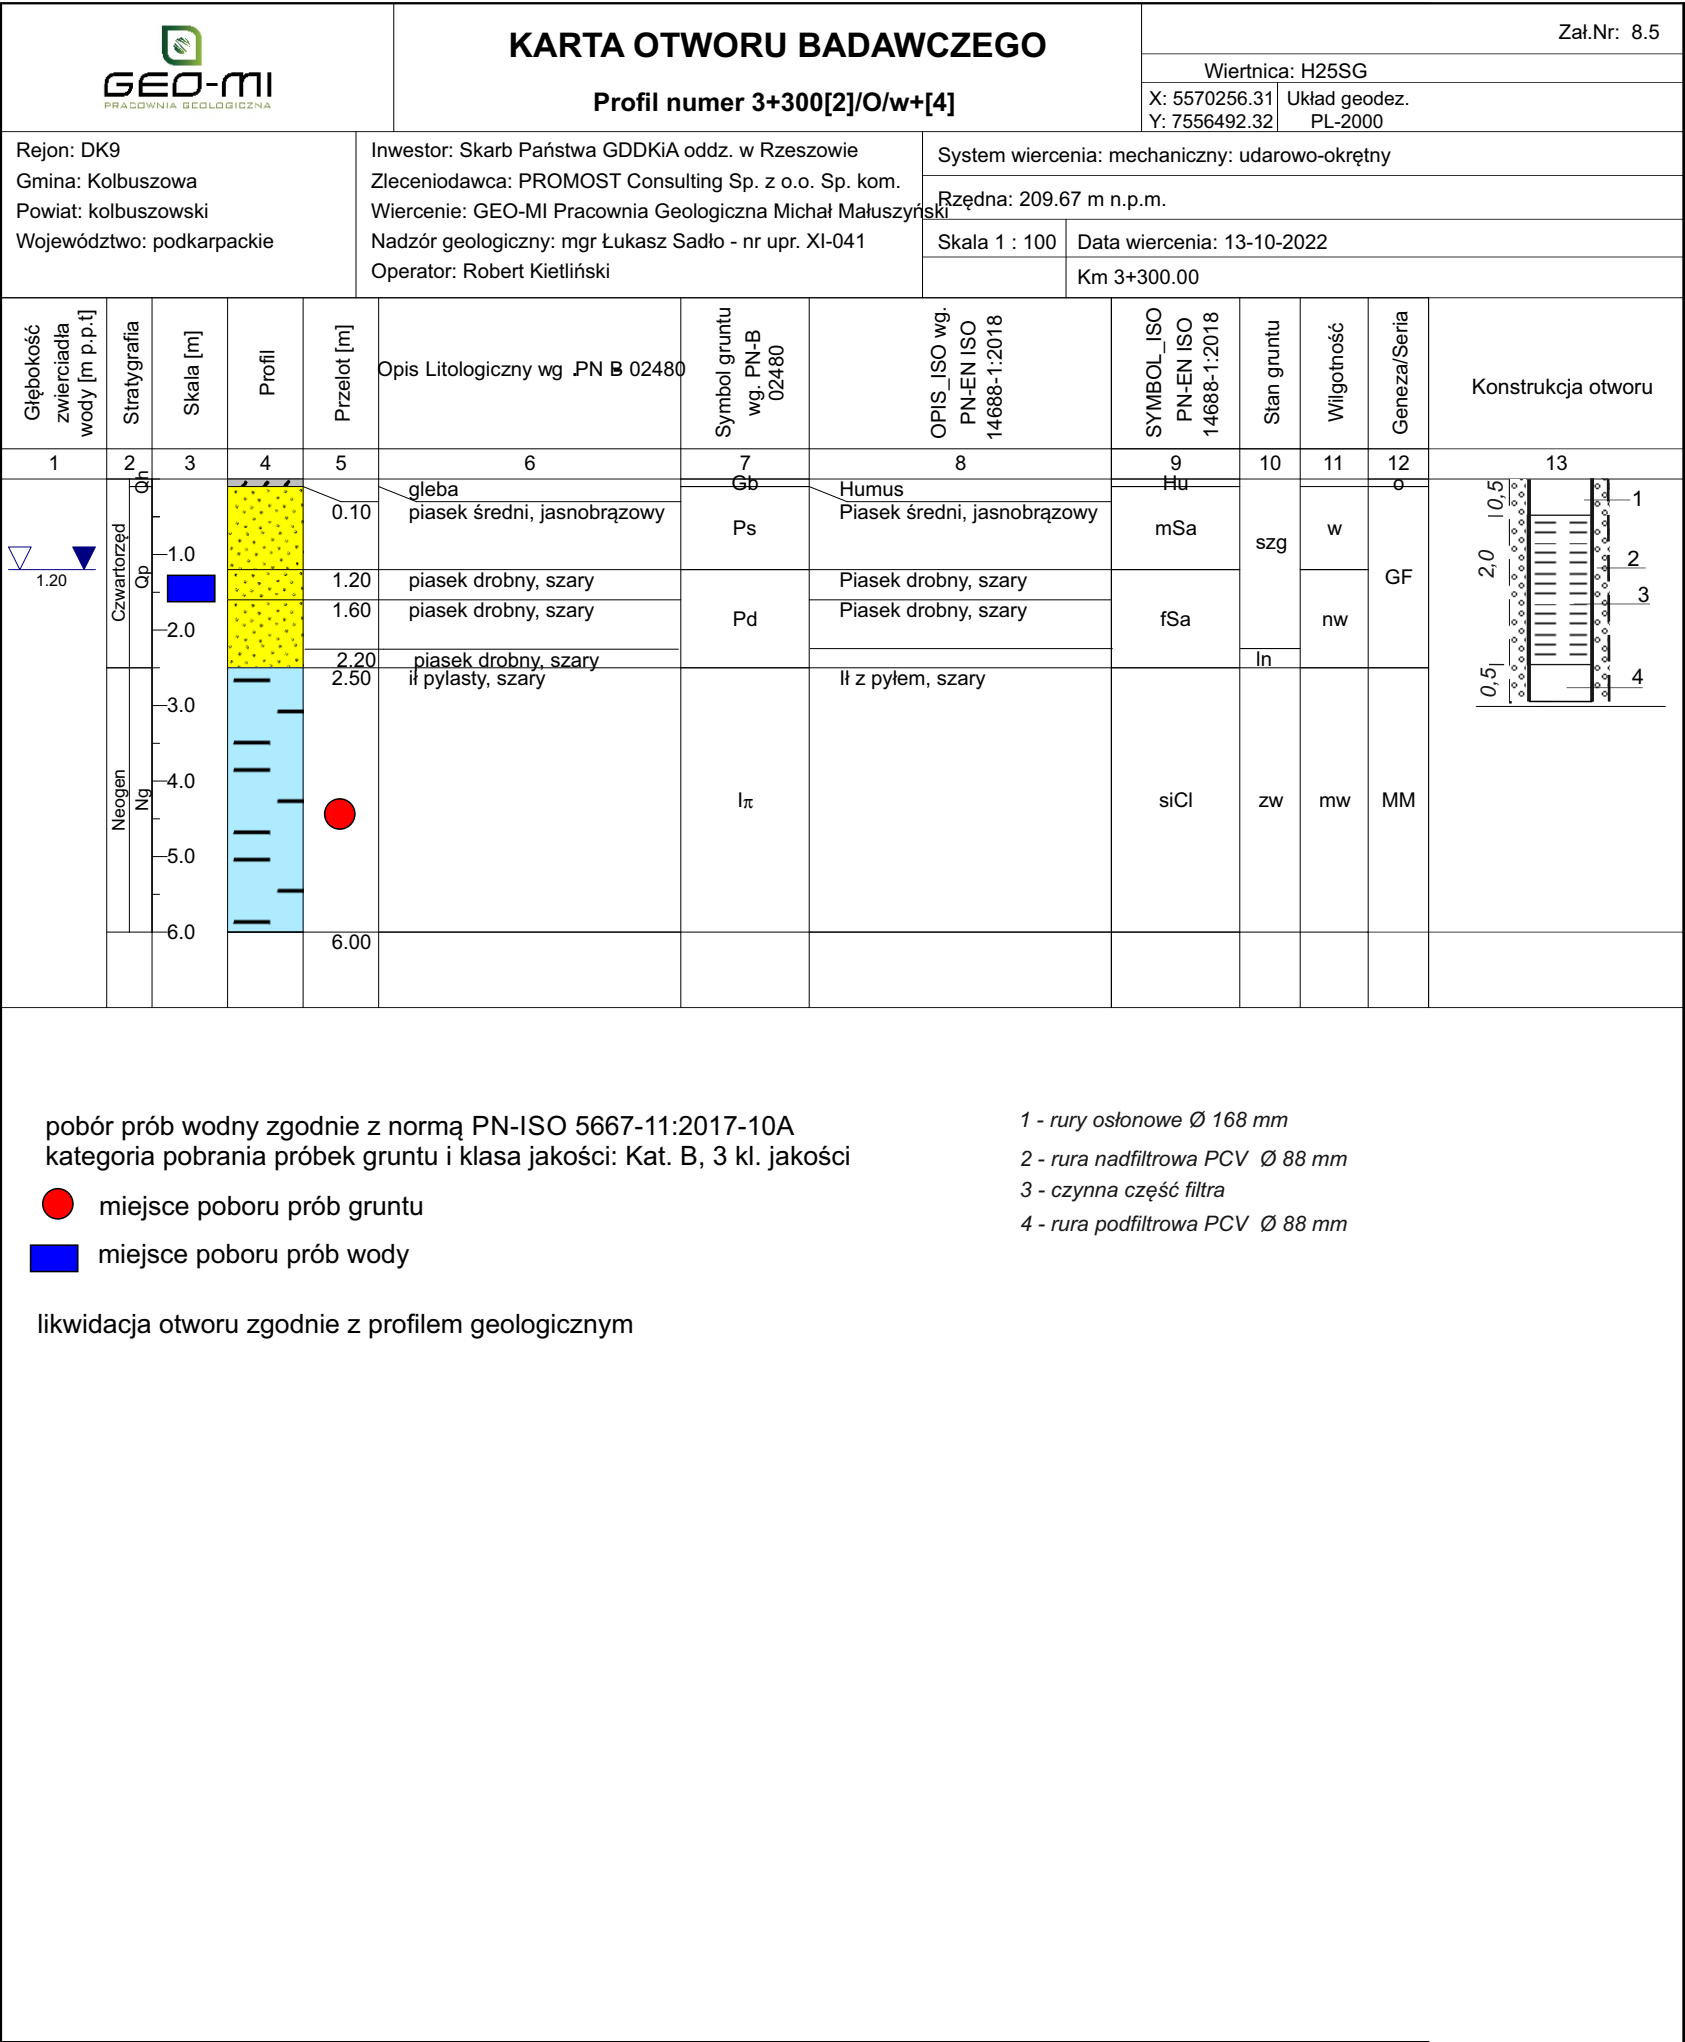 GEO-MI
PRACOWNIA GEOLOGICZNA
KARTA OTWORU BADAWCZEGO
Profil numer 3+300[2]/O/w+[4]
Zał.Nr: 8.5
Wiertnica: H25SG
X: 5570256.31
Y: 7556492.32
Układ geodez.
PL-2000
Rejon: DK9
Gmina: Kolbuszowa
Powiat: kolbuszowski
Województwo: podkarpackie
Inwestor: Skarb Państwa GDDKiA oddz. w Rzeszowie
Zleceniodawca: PROMOST Consulting Sp. z o.o. Sp. kom.
Wiercenie: GEO-MI Pracownia Geologiczna Michał Małuszyński
Nadzór geologiczny: mgr Łukasz Sadło - nr upr. XI-041
Operator: Robert Kietliński
System wiercenia: mechaniczny: udarowo-okrętny
Rzędna: 209.67 m n.p.m.
Skala 1 : 100
Data wiercenia: 13-10-2022
Km 3+300.00
Głębokość
zwierciadła
wody [m p.p.t]
Stratygrafia
Skala [m]
Profil
Przelot [m]
Opis Litologiczny wg .PN B 02480
Symbol gruntu
wg. PN-B
02480
OPIS_ISO wg.
PN-EN ISO
14688-1:2018
SYMBOL_ISO
PN-EN ISO
14688-1:2018
Stan gruntu
Wilgotność
Geneza/Seria
Konstrukcja otworu
1 2 3 4 5 6 7 8 9 10 11 12 13
Qh
gleba
Gb
Humus
Hu
o
0.10
piasek średni, jasnobrązowy
Ps
Piasek średni, jasnobrązowy
mSa
szg
w
GF
Czwartorzęd
Qp
1.20
1.0
1.20
piasek drobny, szary
Piasek drobny, szary
1.60
piasek drobny, szary
Pd
Piasek drobny, szary
fSa
nw
2.0
2.20
piasek drobny, szary
ln
2.50
ił pylasty, szary
Ił z pyłem, szary
3.0
4.0
Neogen
Ng
Iπ
siCl
zw
mw
MM
5.0
6.0
6.00
0,5
2,0
0,5
1
2
3
4
pobór prób wodny zgodnie z normą PN-ISO 5667-11:2017-10A
kategoria pobrania próbek gruntu i klasa jakości: Kat. B, 3 kl. jakości
miejsce poboru prób gruntu
miejsce poboru prób wody
likwidacja otworu zgodnie z profilem geologicznym
1 - rury osłonowe Ø 168 mm
2 - rura nadfiltrowa PCV Ø 88 mm
3 - czynna część filtra
4 - rura podfiltrowa PCV Ø 88 mm